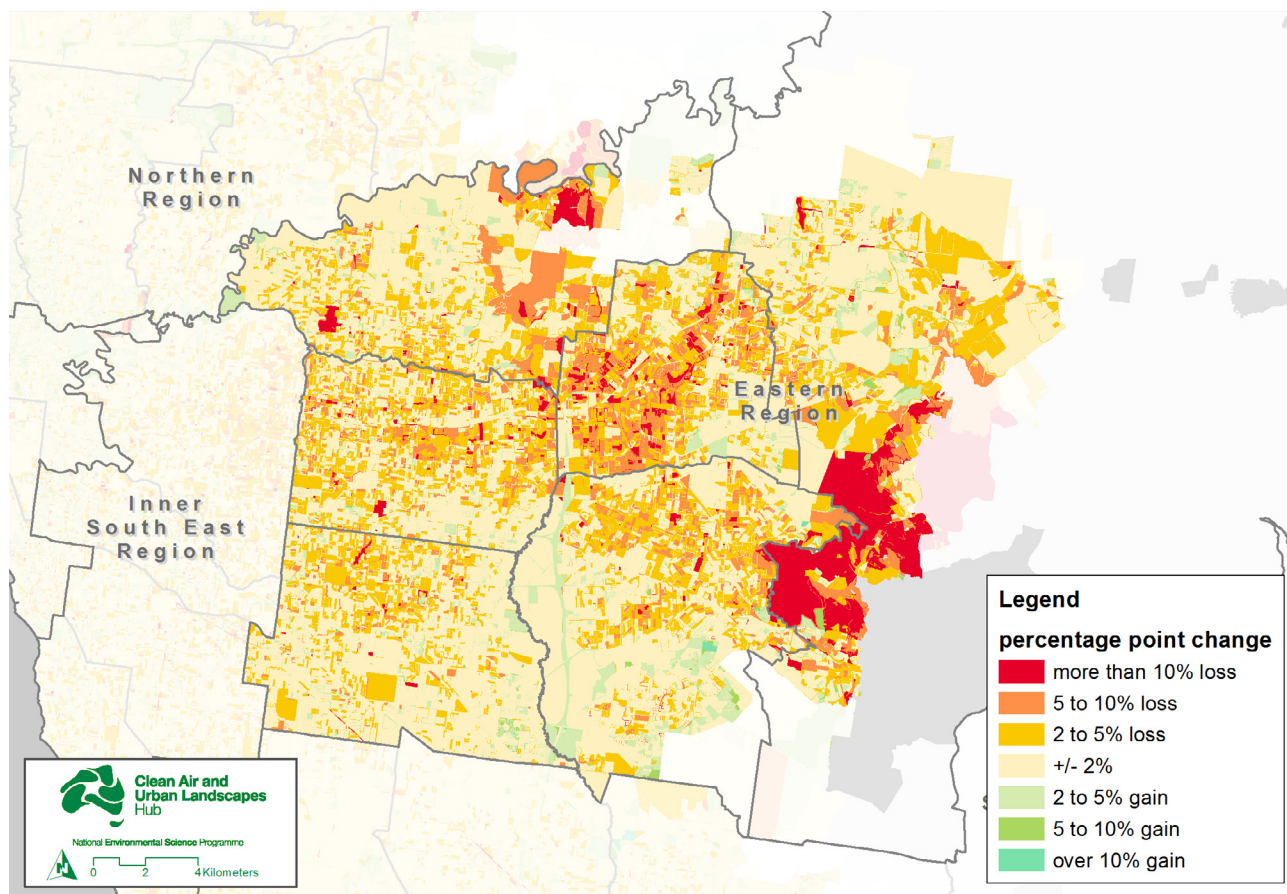 Northern
Region
Eastern
Region
Inner
South East
Region
Legend
percentage point change
more than 10% loss
5 to 10% loss
2 to 5% loss
+/- 2%
2 to 5% gain
5 to 10% gain
over 10% gain
Clean Air and
Urban Landscapes
Hub
National Environmental Science Programme
N
0 2 4 Kilometers
S